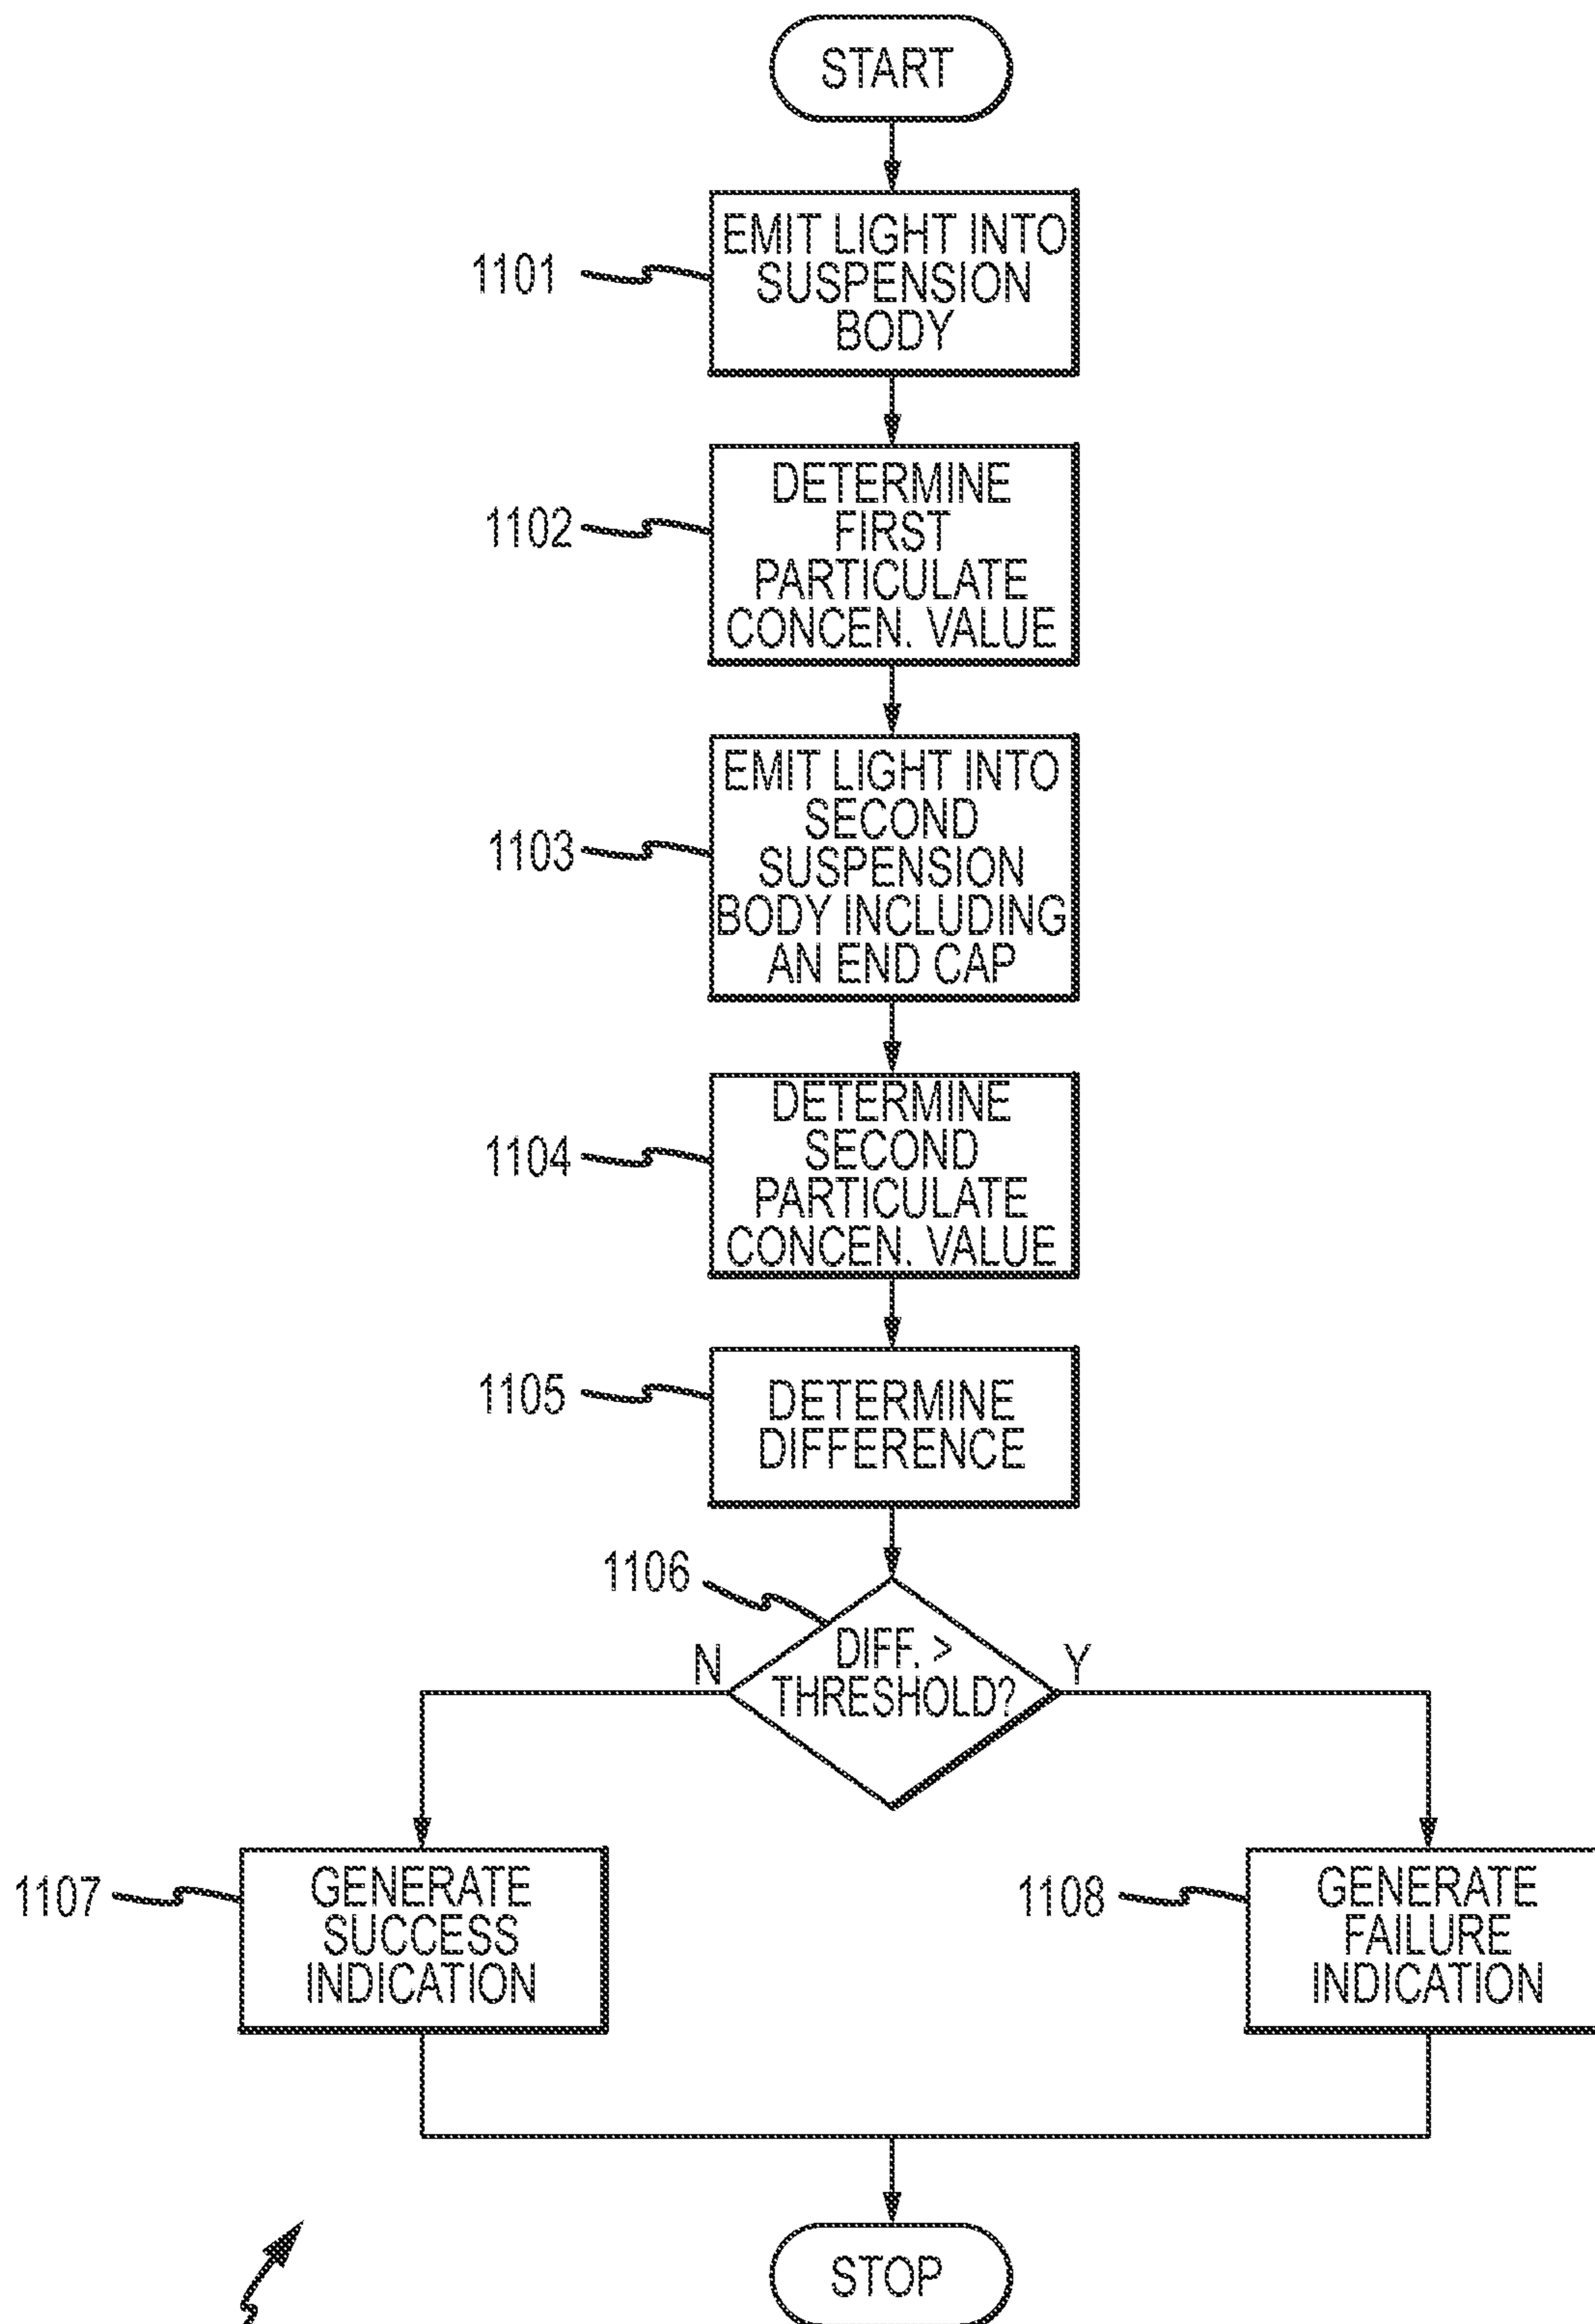 START
1101
EMIT LIGHT INTO
SUSPENSION
BODY
1102
DETERMINE
FIRST
PARTICULATE
CONCEN. VALUE
1103
EMIT LIGHT INTO
SECOND
SUSPENSION
BODY INCLUDING
AN END CAP
1104
DETERMINE
SECOND
PARTICULATE
CONCEN. VALUE
1105
DETERMINE
DIFFERENCE
1106
DIFF. >
THRESHOLD?
N
Y
1107
GENERATE
SUCCESS
INDICATION
1108
GENERATE
FAILURE
INDICATION
STOP